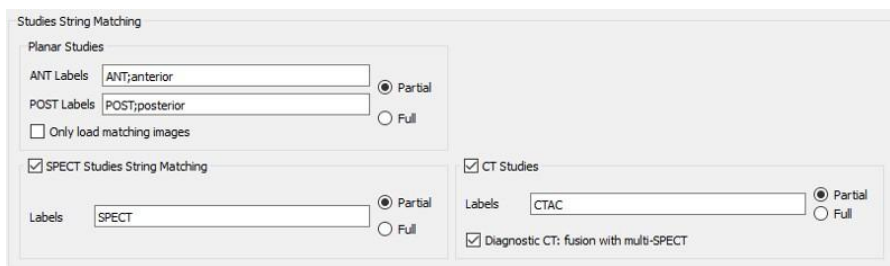 Studies String Matching
Planar Studies
ANT Labels ANT;anterior
Partial
POST Labels POST;posterior
Full
Only load matching images
SPECT Studies String Matching
Labels SPECT
Partial
Full
CT Studies
Labels CTAC
Partial
Full
Diagnostic CT: fusion with multi-SPECT